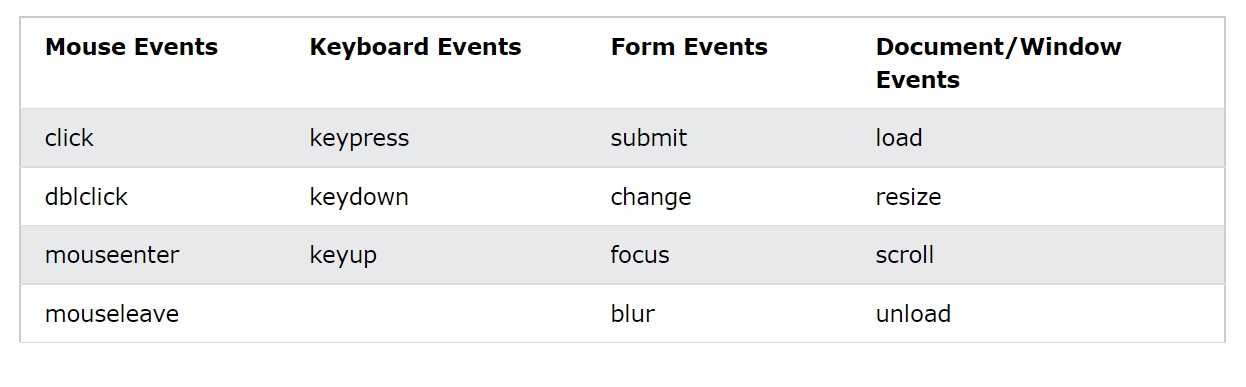 Mouse Events Keyboard Events Form Events Document/Window
Events
click keypress submit load
dblclick keydown change resize
mouseenter keyup focus scroll
mouseleave blur unload